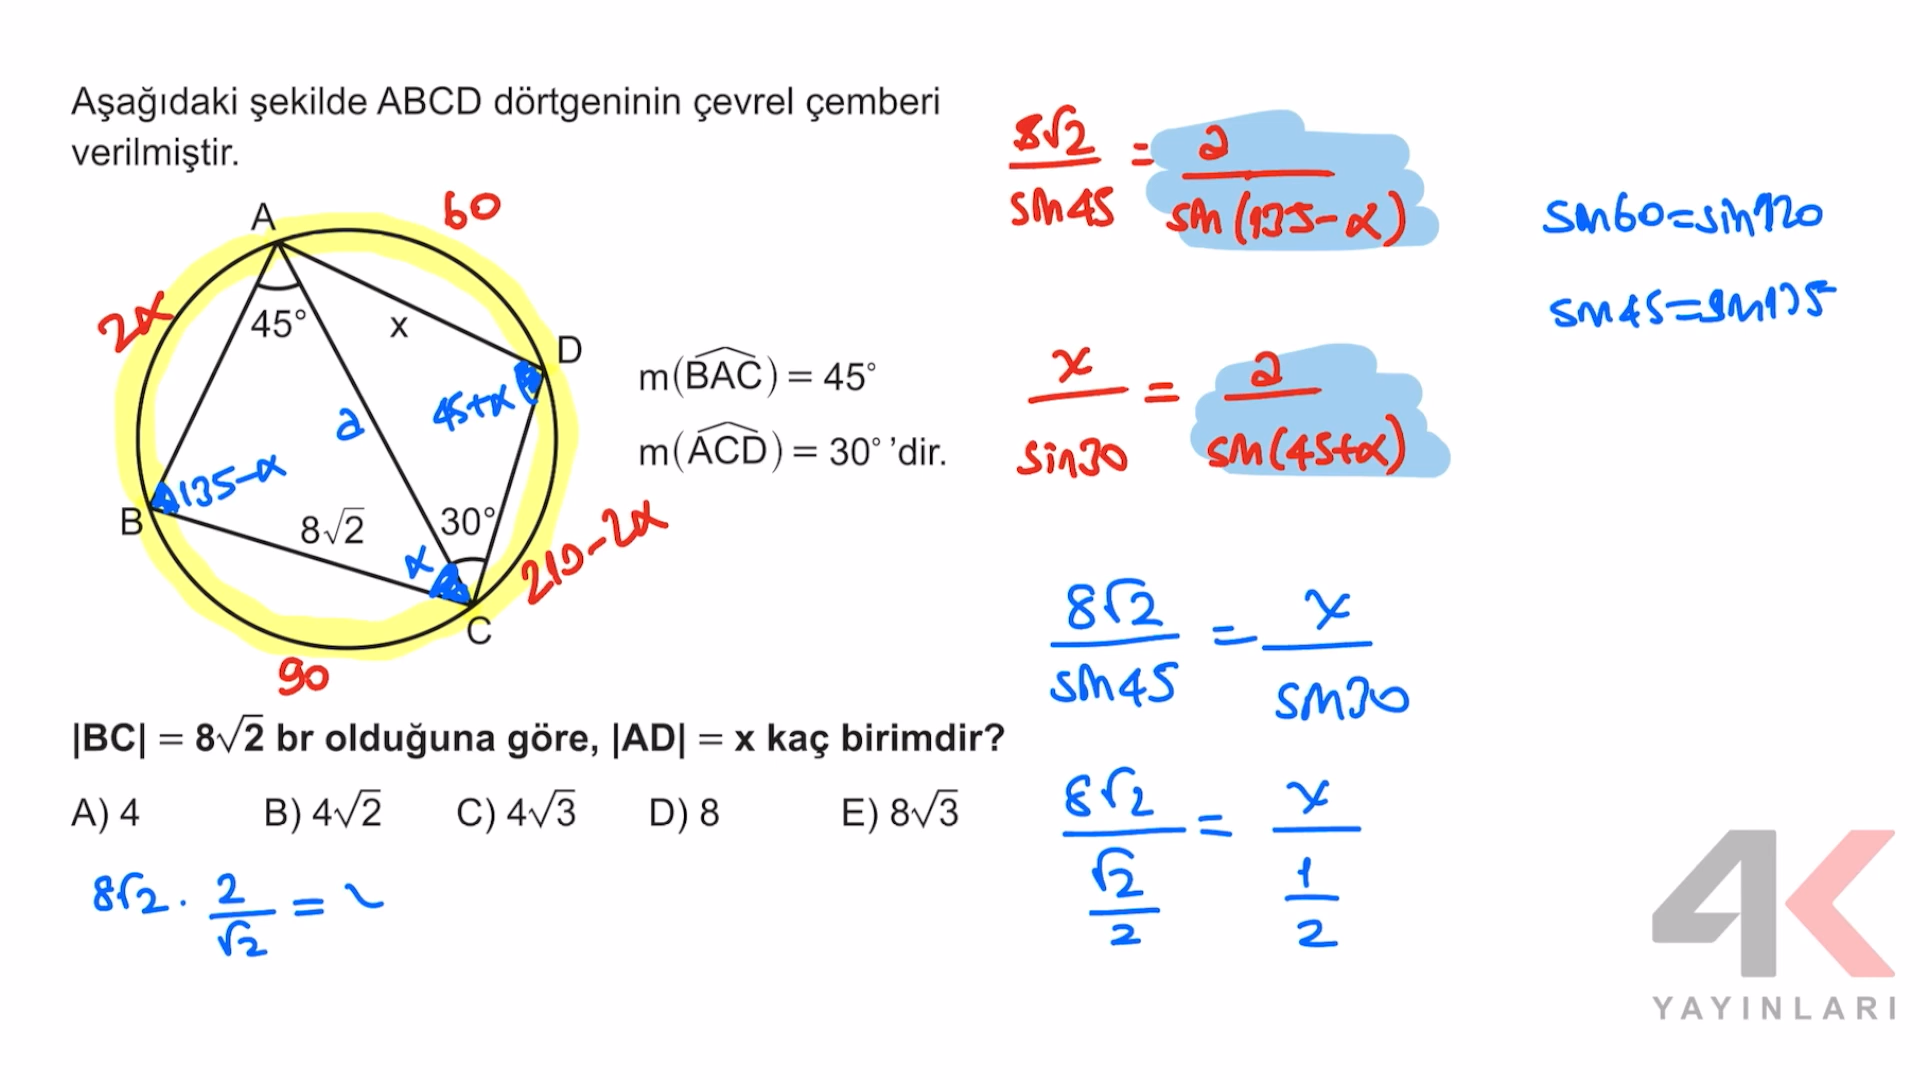 Aşağıdaki şekilde ABCD dörtgeninin çevrel çemberi
verilmiştir.
A
60
2α
45°
x
D
45+α
a
135-α
B
8√2
30°
α
210-2α
C
90
m(BAC) = 45°
m(ACD) = 30°'dir.
|BC| = 8√2 br olduğuna göre, |AD| = x kaç birimdir?
A) 4 B) 4√2 C) 4√3 D) 8 E) 8√3
8√2 . 2/√2 =
8√2/sin45 = a/sin(135-α)
x/sin30 = a/sin(45+α)
8√2/sin45 = x/sin30
8√2/(√2/2) = x/(1/2)
sin60=sin120
sin45=sin135
4K
YAYINLARI